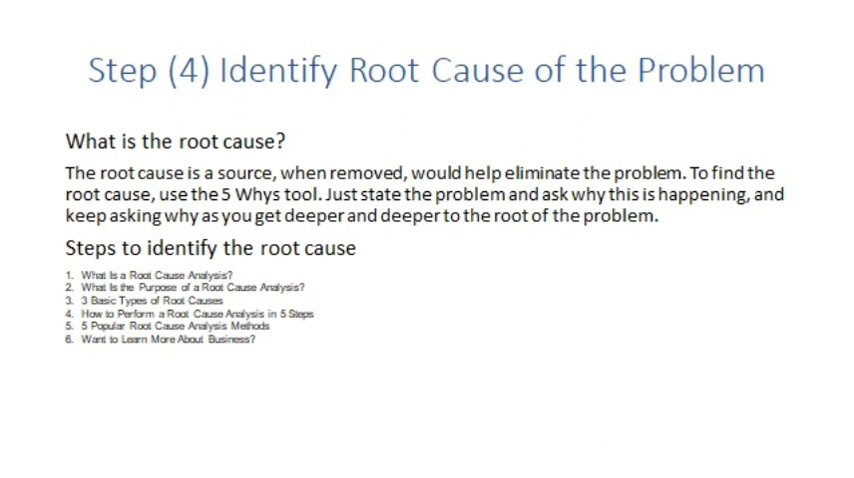 Step (4) Identify Root Cause of the Problem
What is the root cause?
The root cause is a source, when removed, would help eliminate the problem. To find the
root cause, use the 5 Whys tool. Just state the problem and ask why this is happening, and
keep asking why as you get deeper and deeper to the root of the problem.
Steps to identify the root cause
1. What Is a Root Cause Analysis?
2. What Is the Purpose of a Root Cause Analysis?
3. 3 Basic Types of Root Causes
4. How to Perform a Root Cause Analysis in 5 Steps
5. 5 Popular Root Cause Analysis Methods
6. Want to Learn More About Business?